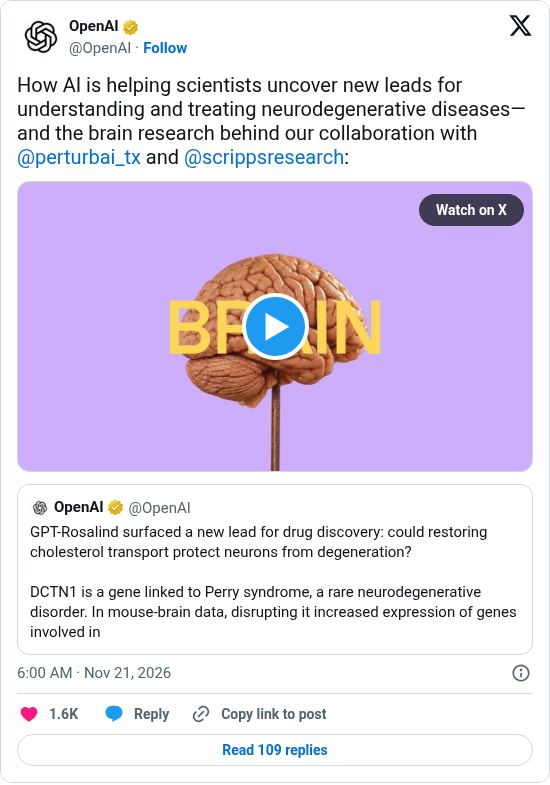 OpenAI
@OpenAI · Follow
How AI is helping scientists uncover new leads for
understanding and treating neurodegenerative diseases—
and the brain research behind our collaboration with
@perturbai_tx and @scrippsresearch:
Watch on X
BRAIN
OpenAI @OpenAI
GPT-Rosalind surfaced a new lead for drug discovery: could restoring
cholesterol transport protect neurons from degeneration?
DCTN1 is a gene linked to Perry syndrome, a rare neurodegenerative
disorder. In mouse-brain data, disrupting it increased expression of genes
involved in
6:00 AM · Nov 21, 2026
1.6K Reply Copy link to post
Read 109 replies